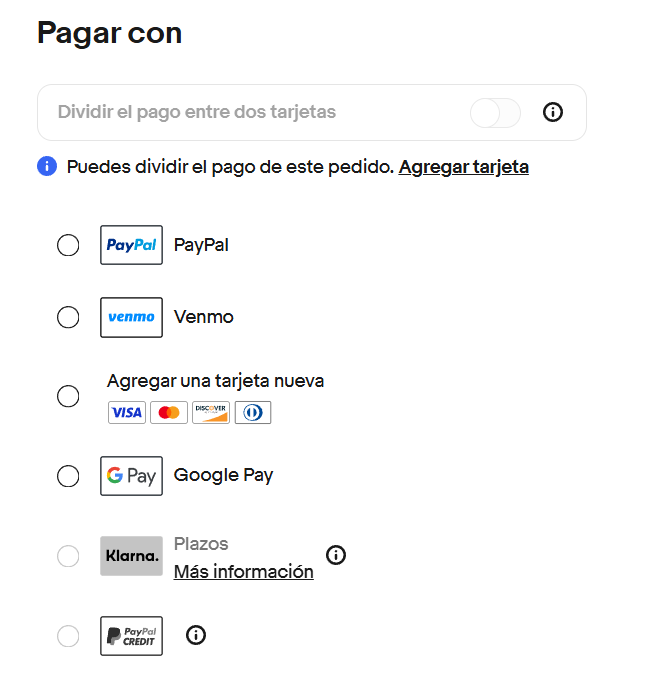 Pagar con
Dividir el pago entre dos tarjetas
Puedes dividir el pago de este pedido. Agregar tarjeta
PayPal PayPal
venmo Venmo
Agregar una tarjeta nueva
VISA DISCOVER
G Pay Google Pay
Klarna. Plazos
Más información
PayPal
CREDIT